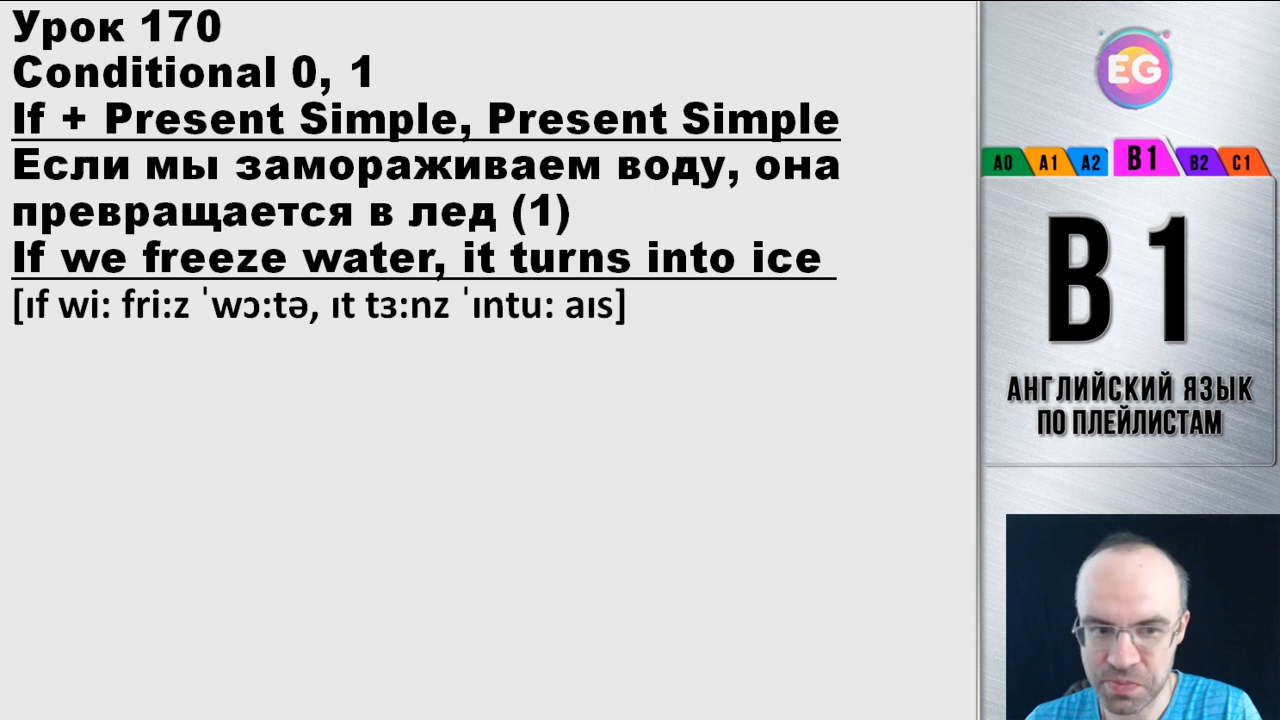 Урок 170
Conditional 0, 1
If + Present Simple, Present Simple
Если мы замораживаем воду, она
превращается в лед (1)
If we freeze water, it turns into ice
[ɪf wi: fri:z ˈwɔ:tə, ɪt tɜ:nz ˈɪntu: aɪs]
EG
A0 A1 A2 B1 B2 C1
B1
АНГЛИЙСКИЙ ЯЗЫК
ПО ПЛЕЙЛИСТАМ